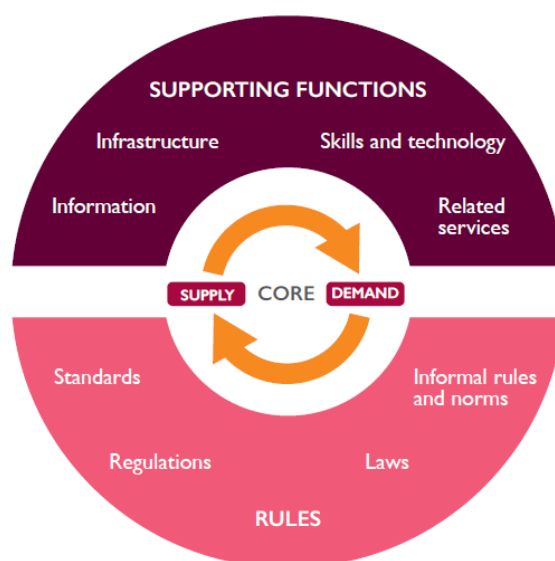 SUPPORTING FUNCTIONS
Infrastructure
Skills and technology
Information
Related
services
SUPPLY
CORE
DEMAND
Standards
Informal rules
and norms
Regulations
Laws
RULES